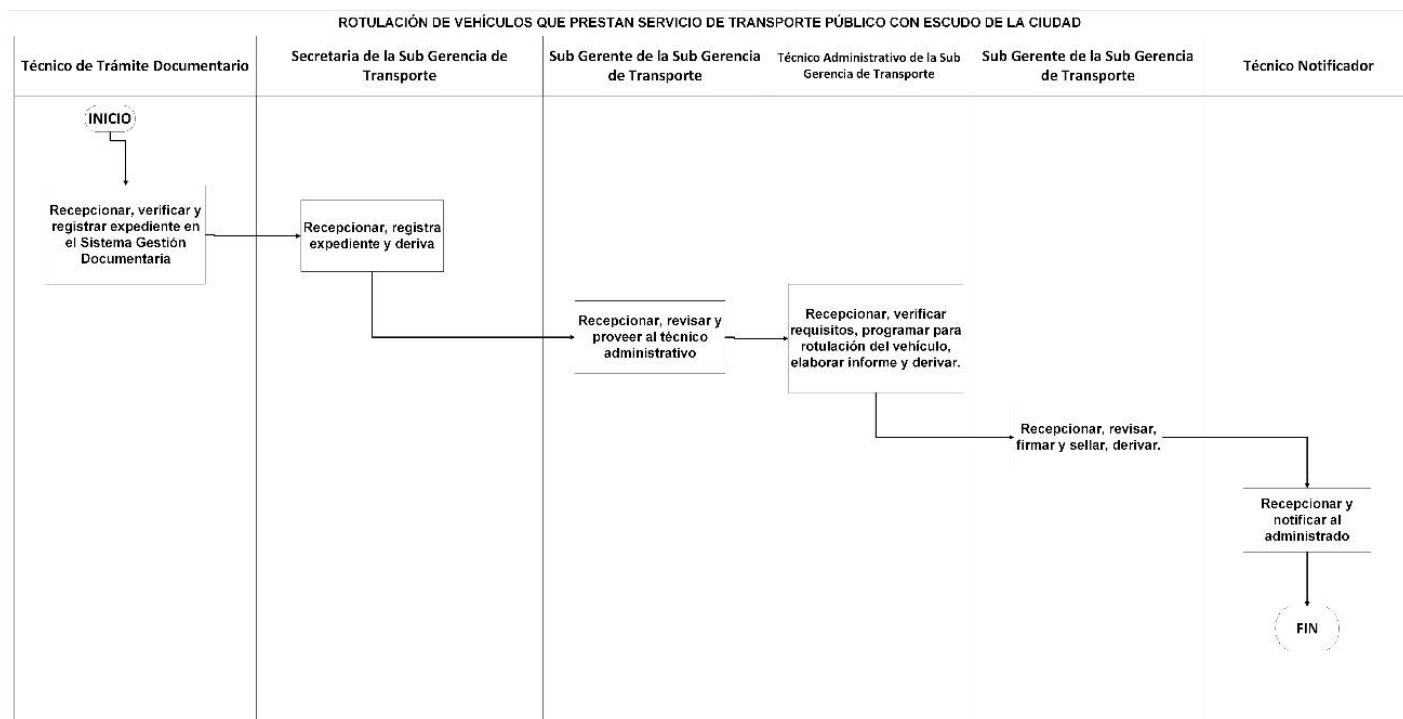 ROTULACIÓN DE VEHÍCULOS QUE PRESTAN SERVICIO DE TRANSPORTE PÚBLICO CON ESCUDO DE LA CIUDAD
Técnico de Trámite Documentario
Secretaria de la Sub Gerencia de
Transporte
Sub Gerente de la Sub Gerencia
de Transporte
Técnico Administrativo de la Sub
Gerencia de Transporte
Sub Gerente de la Sub Gerencia
de Transporte
Técnico Notificador
INICIO
Recepcionar, verificar y
registrar expediente en
el Sistema Gestión
Documentaria
Recepcionar, registra
expediente y deriva
Recepcionar, revisar y
proveer al técnico
administrativo
Recepcionar, verificar
requisitos, programar para
rotulación del vehículo,
elaborar informe y derivar.
Recepcionar, revisar,
firmar y sellar, derivar.
Recepcionar y
notificar al
administrado
FIN